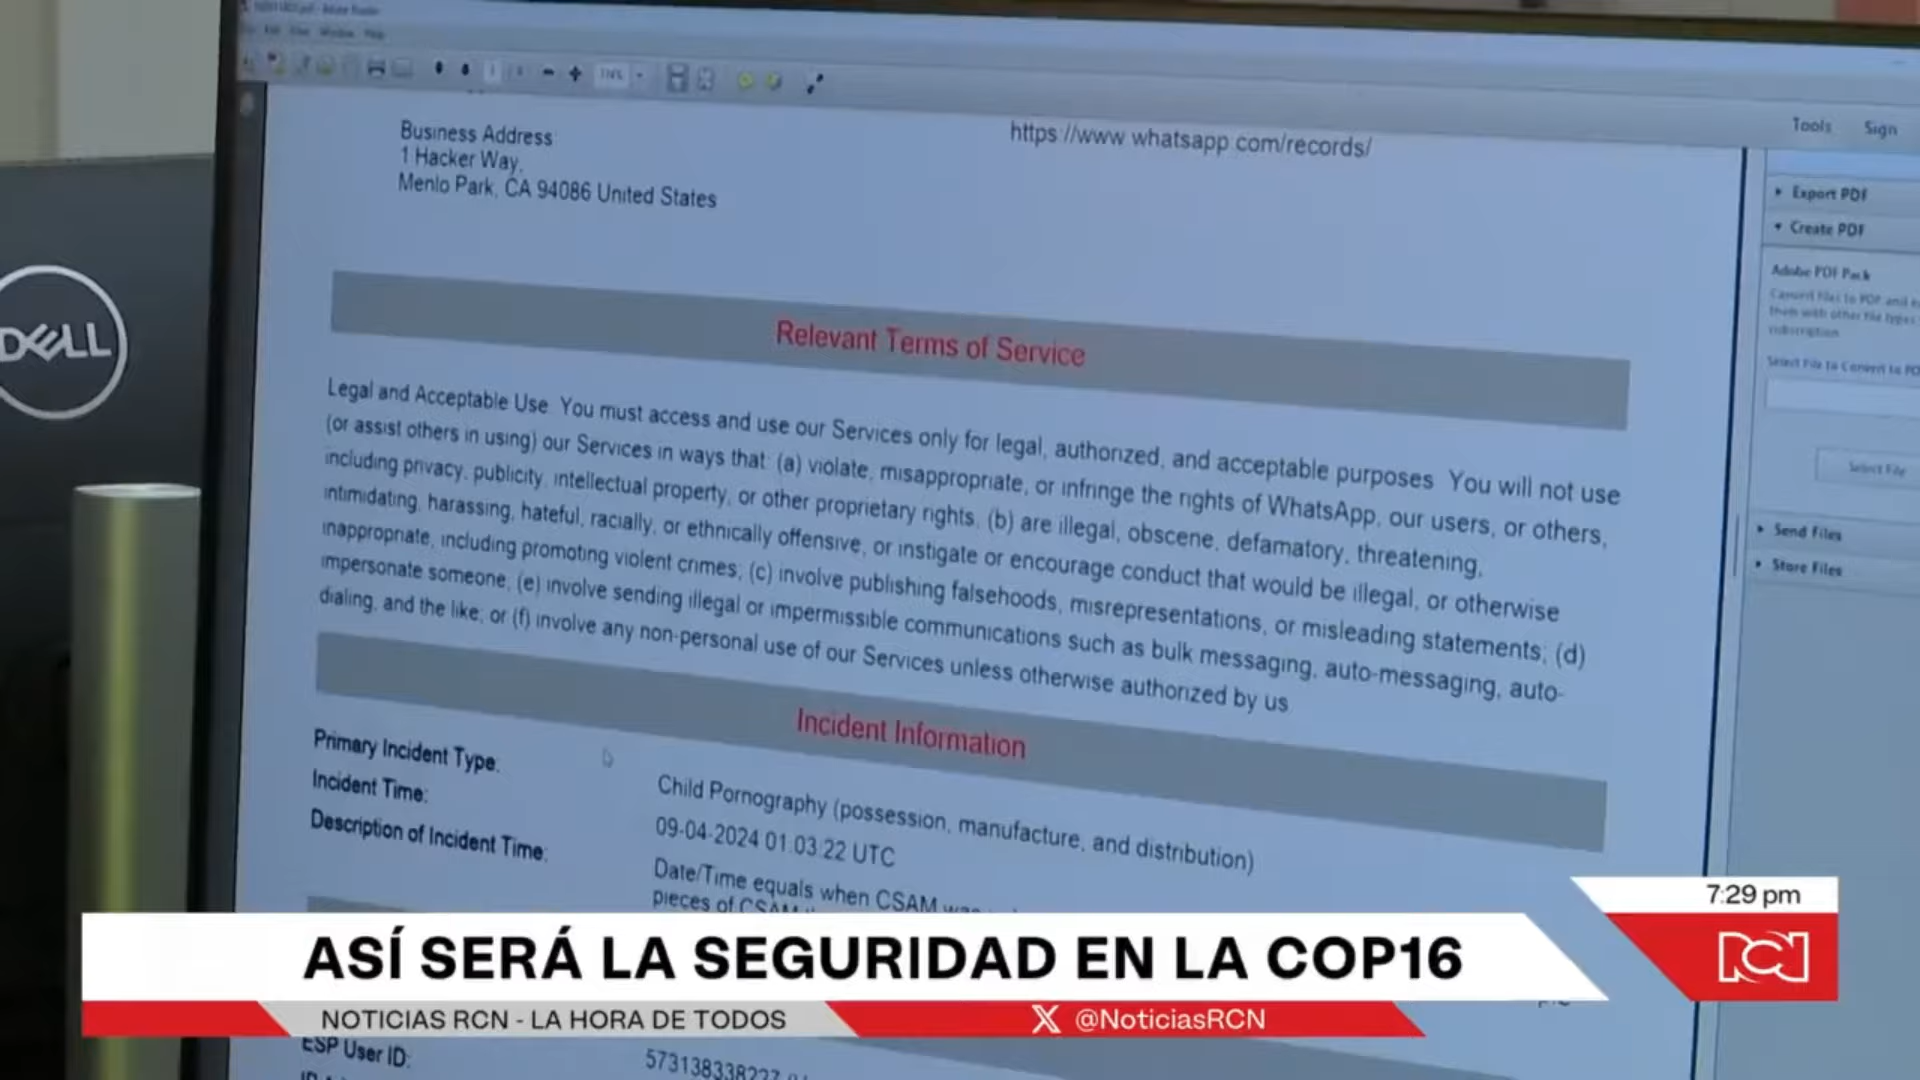 Tools
Sign
Business Address:
1 Hacker Way,
Menlo Park, CA 94086 United States
https://www.whatsapp.com/records/
Export PDF
Create PDF
Adobe PDF Pack
DELL
Relevant Terms of Service
Legal and Acceptable Use. You must access and use our Services only for legal, authorized, and acceptable purposes. You will not use
(or assist others in using) our Services in ways that: (a) violate, misappropriate, or infringe the rights of WhatsApp, our users, or others,
including privacy, publicity, intellectual property, or other proprietary rights; (b) are illegal, obscene, defamatory, threatening,
intimidating, harassing, hateful, racially, or ethnically offensive, or instigate or encourage conduct that would be illegal, or otherwise
inappropriate, including promoting violent crimes; (c) involve publishing falsehoods, misrepresentations, or misleading statements; (d)
impersonate someone; (e) involve sending illegal or impermissible communications such as bulk messaging, auto-messaging, auto-
dialing, and the like; or (f) involve any non-personal use of our Services unless otherwise authorized by us
Select File
Send Files
Store Files
Incident Information
Primary Incident Type:
Child Pornography (possession, manufacture, and distribution)
Incident Time:
09-04-2024 01:03:22 UTC
Description of Incident Time:
Date/Time equals when CSAM
pieces of CSAM
7:29 pm
ASÍ SERÁ LA SEGURIDAD EN LA COP16
RCN
NOTICIAS RCN - LA HORA DE TODOS
X @NoticiasRCN
ESP User ID:
573138338227